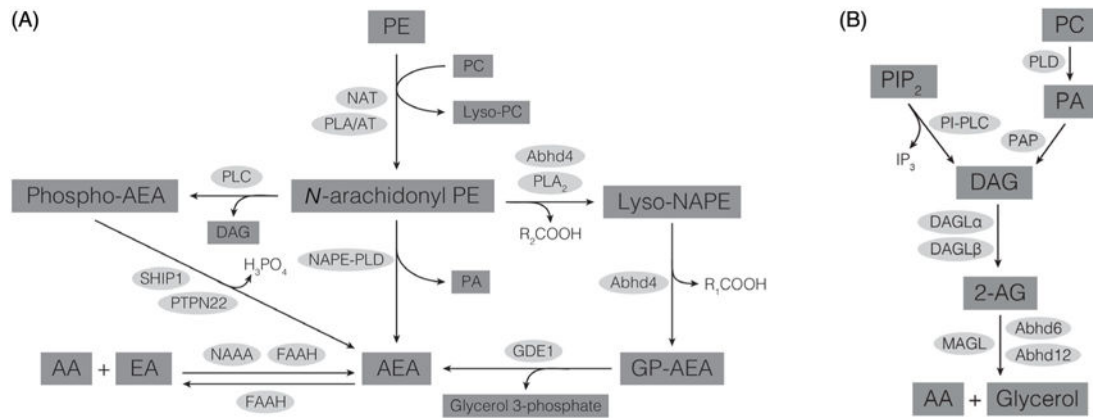 (A)
PE
PC
NAT
Lyso-PC
PLA/AT
Abhd4
PLC
PLA₂
Phospho-AEA
N-arachidonyl PE
Lyso-NAPE
DAG
R₂COOH
H₃PO₄
NAPE-PLD
SHIP1
PA
Abhd4
R₁COOH
PTPN22
NAAA
FAAH
GDE1
AA + EA
AEA
GP-AEA
FAAH
Glycerol 3-phosphate
(B)
PC
PLD
PIP₂
PA
PI-PLC
PAP
IP₃
DAG
DAGLα
DAGLβ
2-AG
MAGL
Abhd6
Abhd12
AA + Glycerol